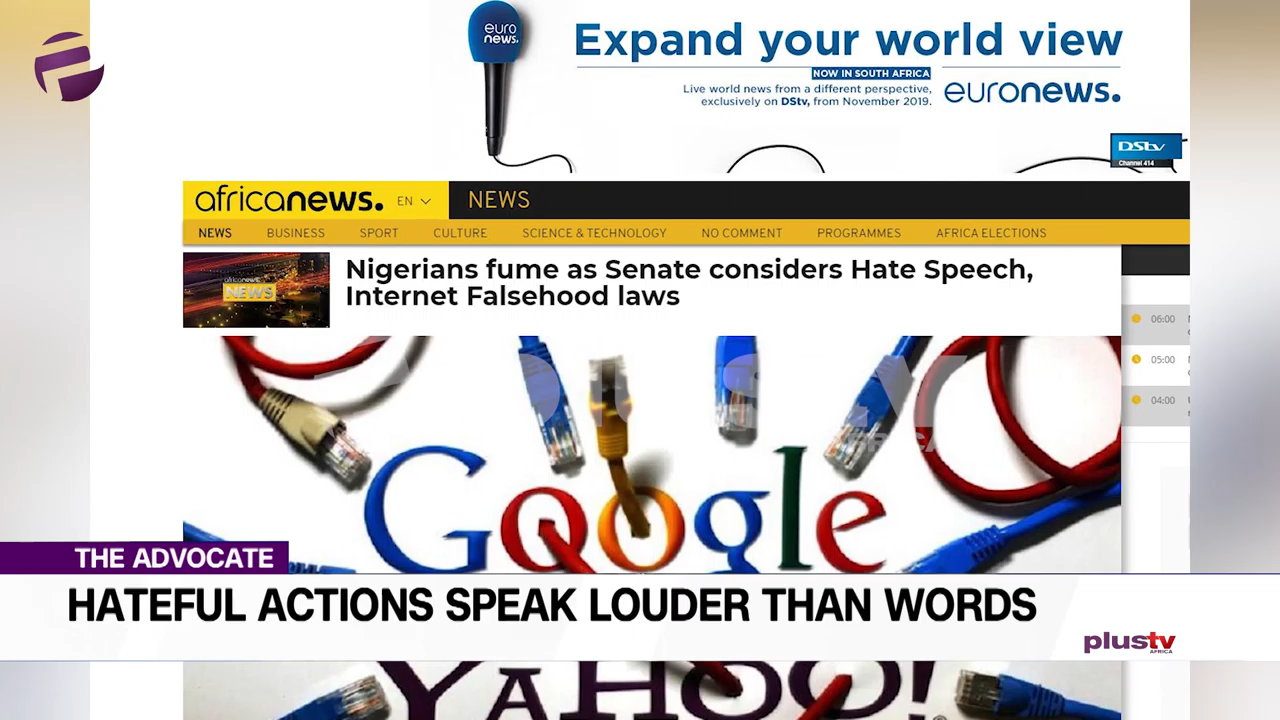 euro
news.
Expand your world view
NOW IN SOUTH AFRICA
Live world news from a different perspective,
exclusively on DStv, from November 2019.
euronews.
DStv
Channel 414
africanews.
EN
NEWS
NEWS
BUSINESS
SPORT
CULTURE
SCIENCE & TECHNOLOGY
NO COMMENT
PROGRAMMES
AFRICA ELECTIONS
africanews.
NEWS
Nigerians fume as Senate considers Hate Speech,
Internet Falsehood laws
06:00
05:00
04:00
plustv
AFRICA
Google
THE ADVOCATE
HATEFUL ACTIONS SPEAK LOUDER THAN WORDS
plustv
AFRICA
YAHOO!